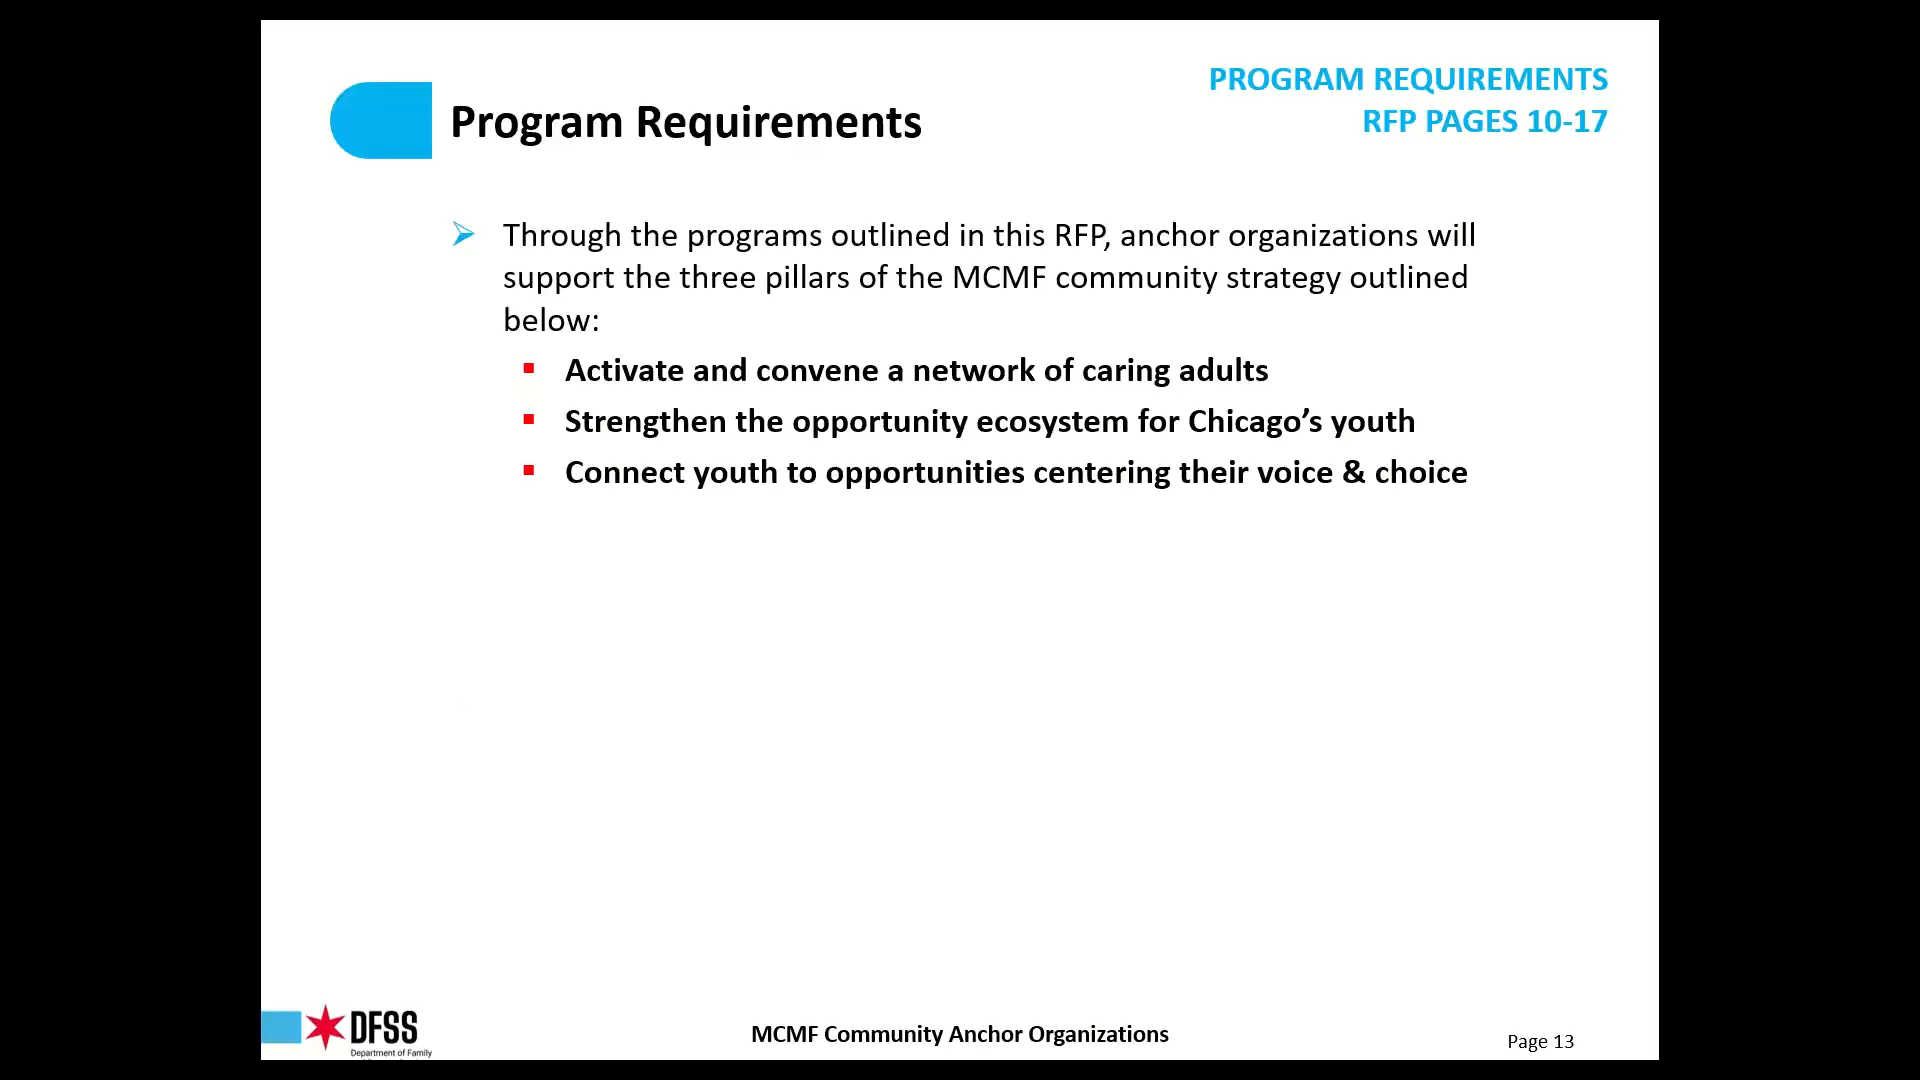 PROGRAM REQUIREMENTS
RFP PAGES 10-17
Program Requirements
Through the programs outlined in this RFP, anchor organizations will
support the three pillars of the MCMF community strategy outlined
below:
Activate and convene a network of caring adults
Strengthen the opportunity ecosystem for Chicago’s youth
Connect youth to opportunities centering their voice & choice
DFSS
Department of Family
MCMF Community Anchor Organizations
Page 13